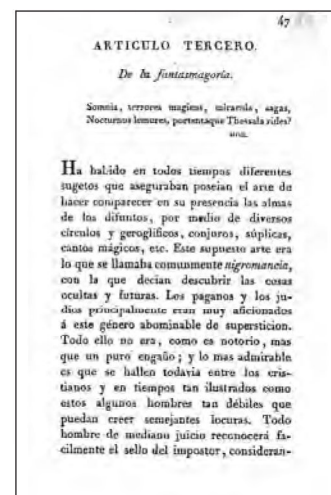 47
ARTICULO TERCERO.
De la fantasmagoría.
Somnia, terrores magicos, miracula, sagas,
Nocturnos lemures, portentaque Thessala rides?
HOR.
Ha habido en todos tiempos diferentes
sugetos que aseguraban poseian el arte de
hacer comparecer en su presencia las almas
de los difuntos, por medio de diversos
círculos y geroglíficos, conjuros, súplicas,
cantos mágicos, etc. Este supuesto arte era
lo que se llamaba comunmente nigromancia,
con la que decian descubrir las cosas
ocultas y futuras. Los paganos y los ju-
dios principalmente eran muy aficionados
á este género abominable de supersticion.
Todo ello no era, como es notorio, mas
que un puro engaño; y lo mas admirable
es que se hallen todavia entre los cris-
tianos y en tiempos tan ilustrados como
estos algunos hombres tan débiles que
puedan creer semejantes locuras. Todo
hombre de mediano juicio reconocerá fa-
cilmente el sello del impostor, consideran-